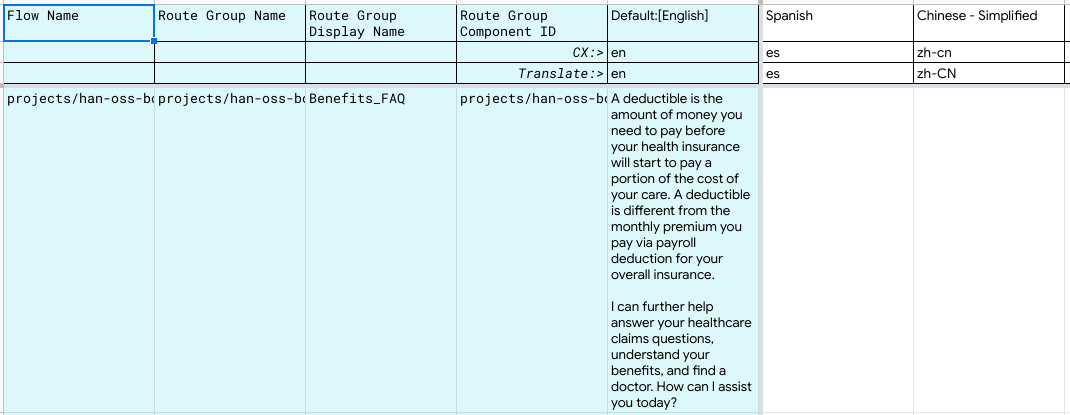 Flow Name
Route Group Name
Route Group
Display Name
Route Group
Component ID
Default:[English]
Spanish
Chinese - Simplified
CX:>
en
es
zh-cn
Translate:>
en
es
zh-CN
projects/han-oss-bo
projects/han-oss-bo
Benefits_FAQ
projects/han-oss-bo
A deductible is the
amount of money you
need to pay before
your health insurance
will start to pay a
portion of the cost of
your care. A deductible
is different from the
monthly premium you
pay via payroll
deduction for your
overall insurance.
I can further help
answer your healthcare
claims questions,
understand your
benefits, and find a
doctor. How can I assist
you today?